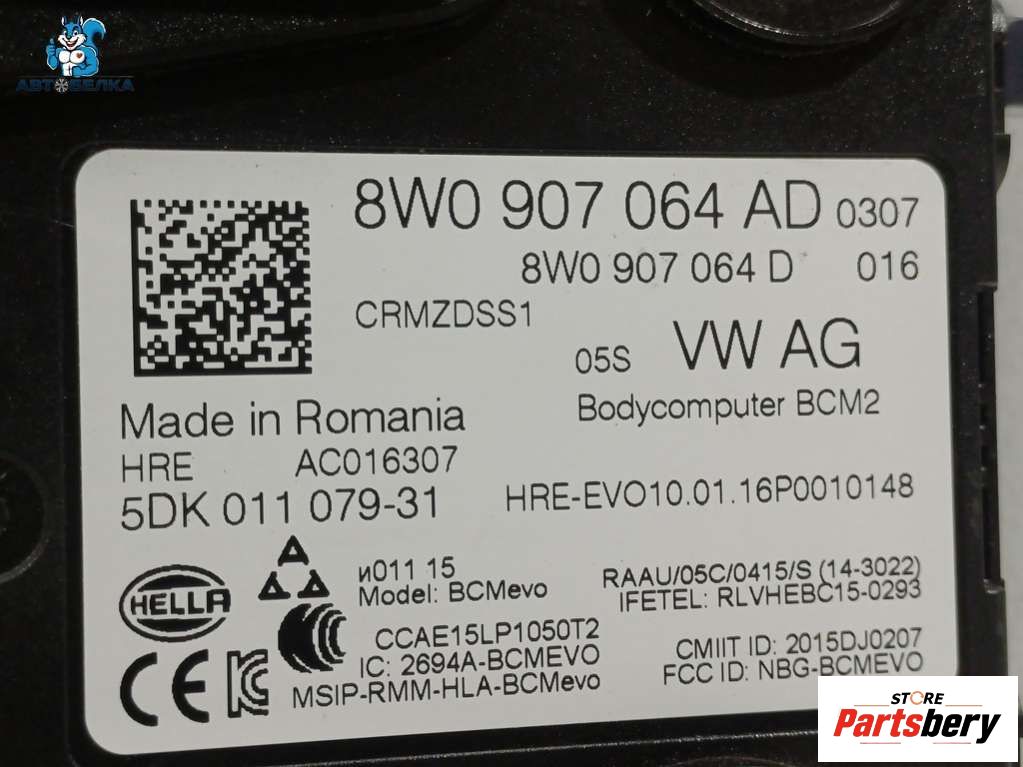 АВТОБЕЛКА
8W0 907 064 AD 0307
8W0 907 064 D 016
CRMZDSS1
05S VW AG
Bodycomputer BCM2
Made in Romania
HRE AC016307
5DK 011 079-31
HRE-EVO10.01.16P0010148
HELLA
CE
и011 15
Model: BCMevo
RAAU/05C/0415/S (14-3022)
IFETEL: RLVHEBC15-0293
CCAE15LP1050T2
IC: 2694A-BCMEVO
MSIP-RMM-HLA-BCMevo
CMIIT ID: 2015DJ0207
FCC ID: NBG-BCMEVO
STORE
Partsbery